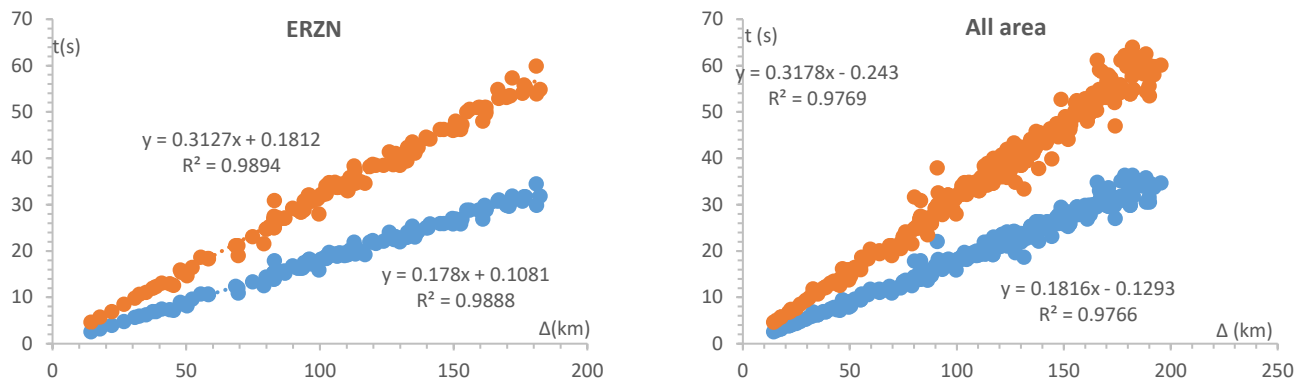 ERZN
t(s)
70
60
50
40
30
20
10
0
y = 0.3127x + 0.1812
R² = 0.9894
y = 0.178x + 0.1081
R² = 0.9888
Δ(km)
0 50 100 150 200
All area
t (s)
70
60
50
40
30
20
10
0
y = 0.3178x - 0.243
R² = 0.9769
y = 0.1816x - 0.1293
R² = 0.9766
Δ (km)
0 50 100 150 200 250